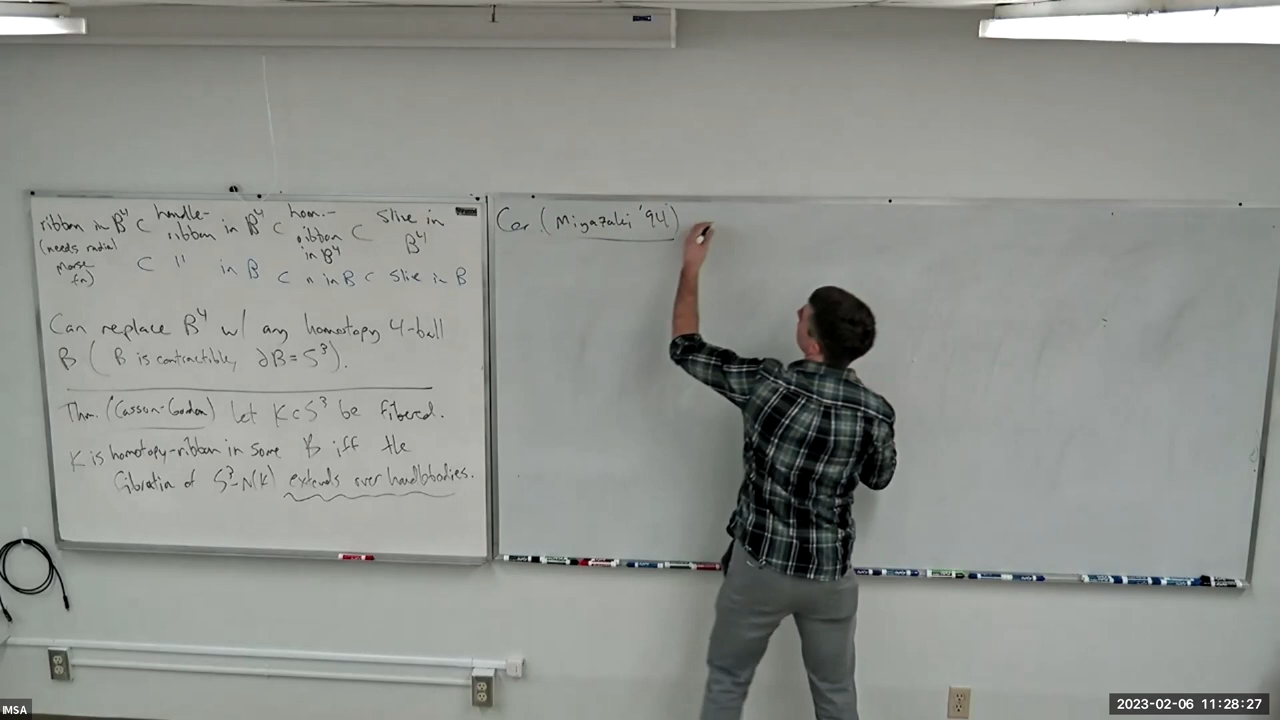 ribbon in B⁴ ⊂ handle-ribbon in B⁴ ⊂ hom.-ribbon in B⁴ ⊂ slice in B⁴
(needs radial Morse fn)
⊂ " in B ⊂ " in B ⊂ slice in B
Can replace B⁴ w/ any homotopy 4-ball
B (B is contractible, ∂B = S³).
Thm. (Casson-Gordon) Let K⊂S³ be fibered.
K is homotopy-ribbon in some B iff the
fibration of S³-N(K) extends over handlebodies.
Cor (Miyazaki '94)
IMSA
2023-02-06 11:28:27